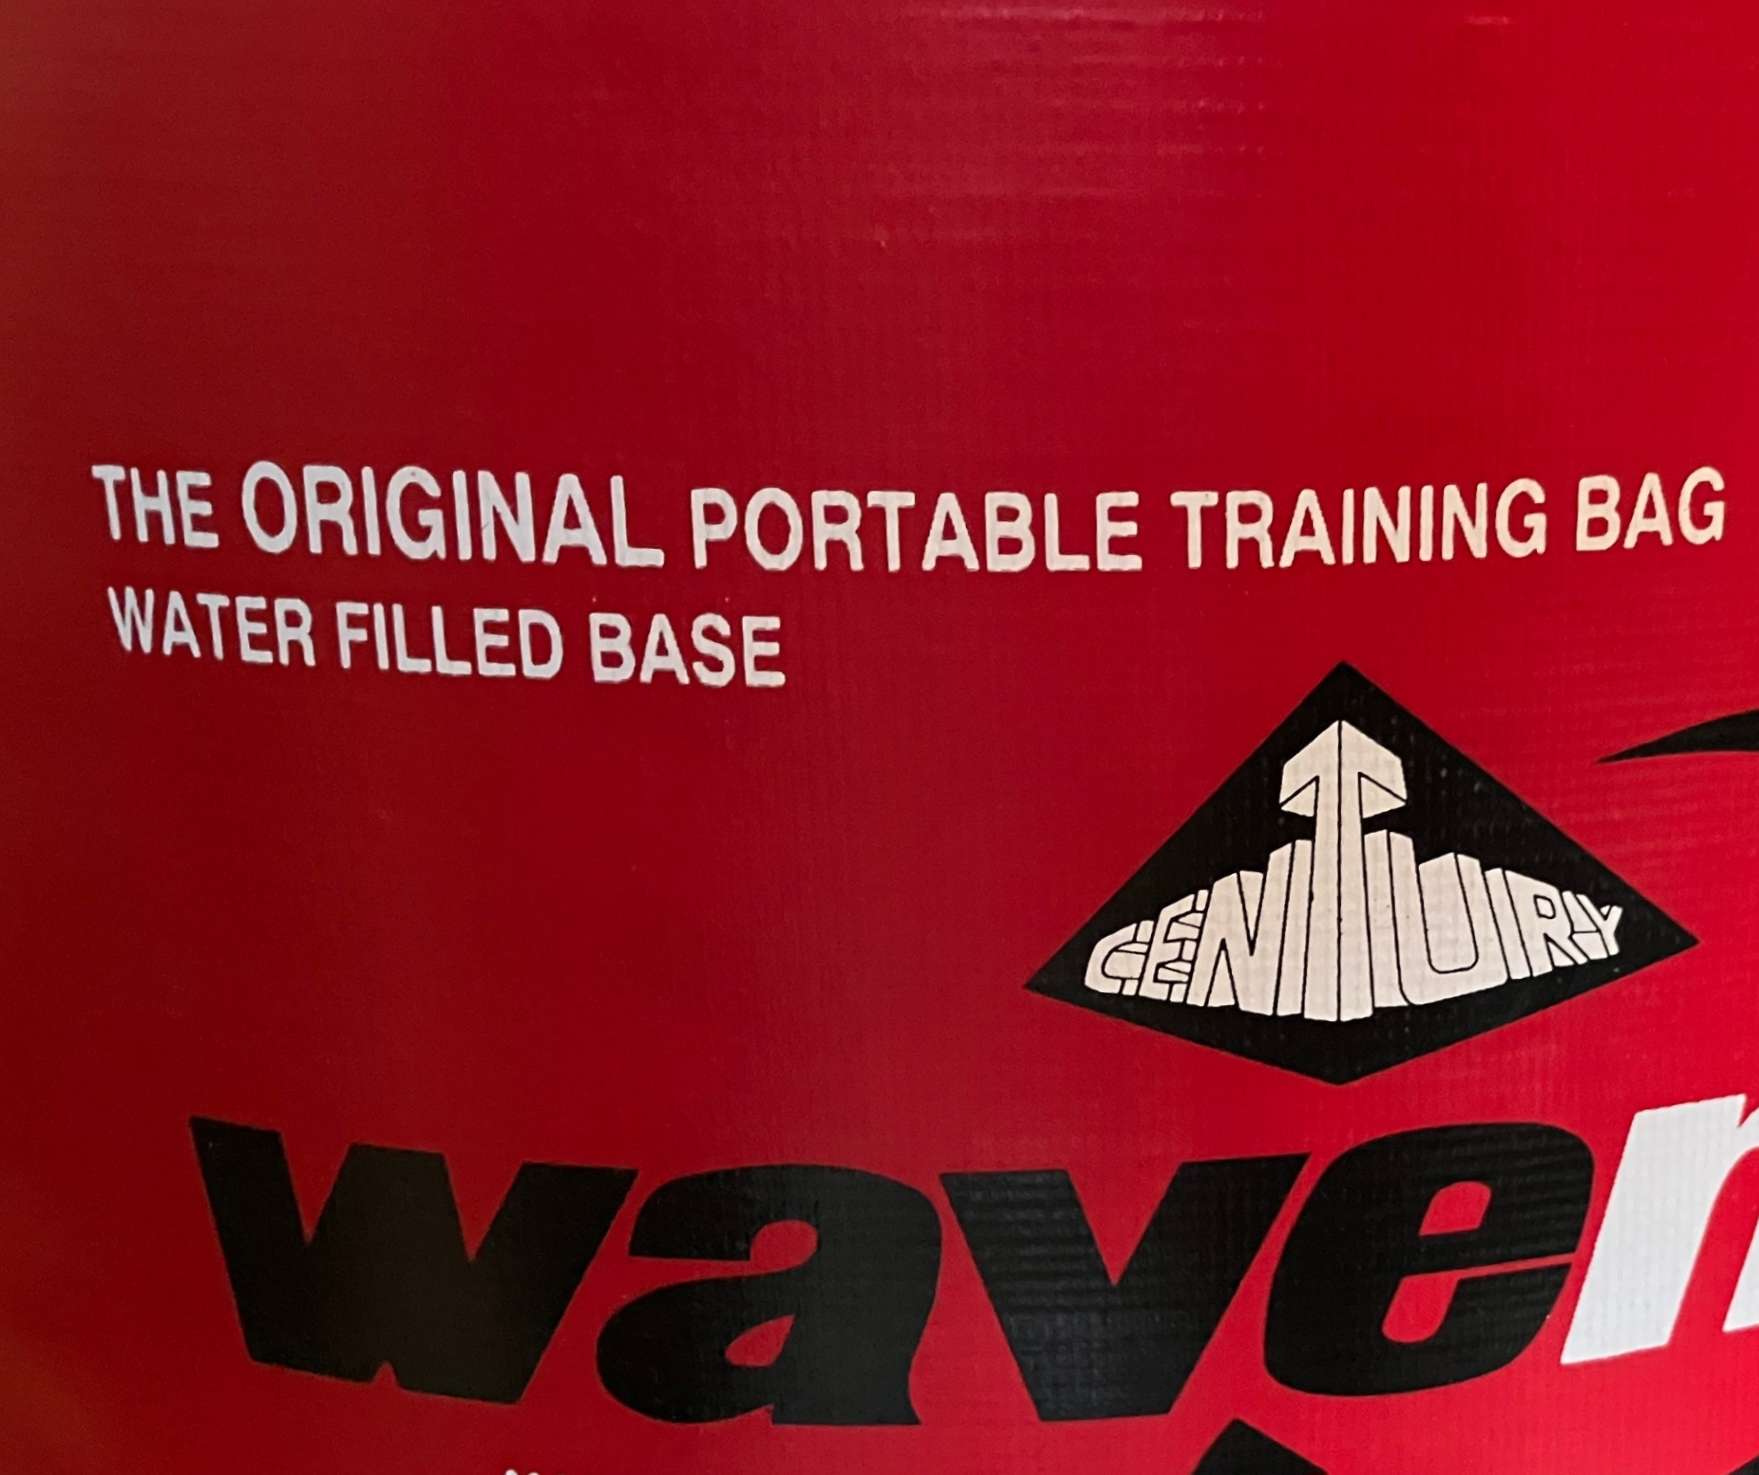 THE ORIGINAL PORTABLE TRAINING BAG
WATER FILLED BASE
CENTURY
wave